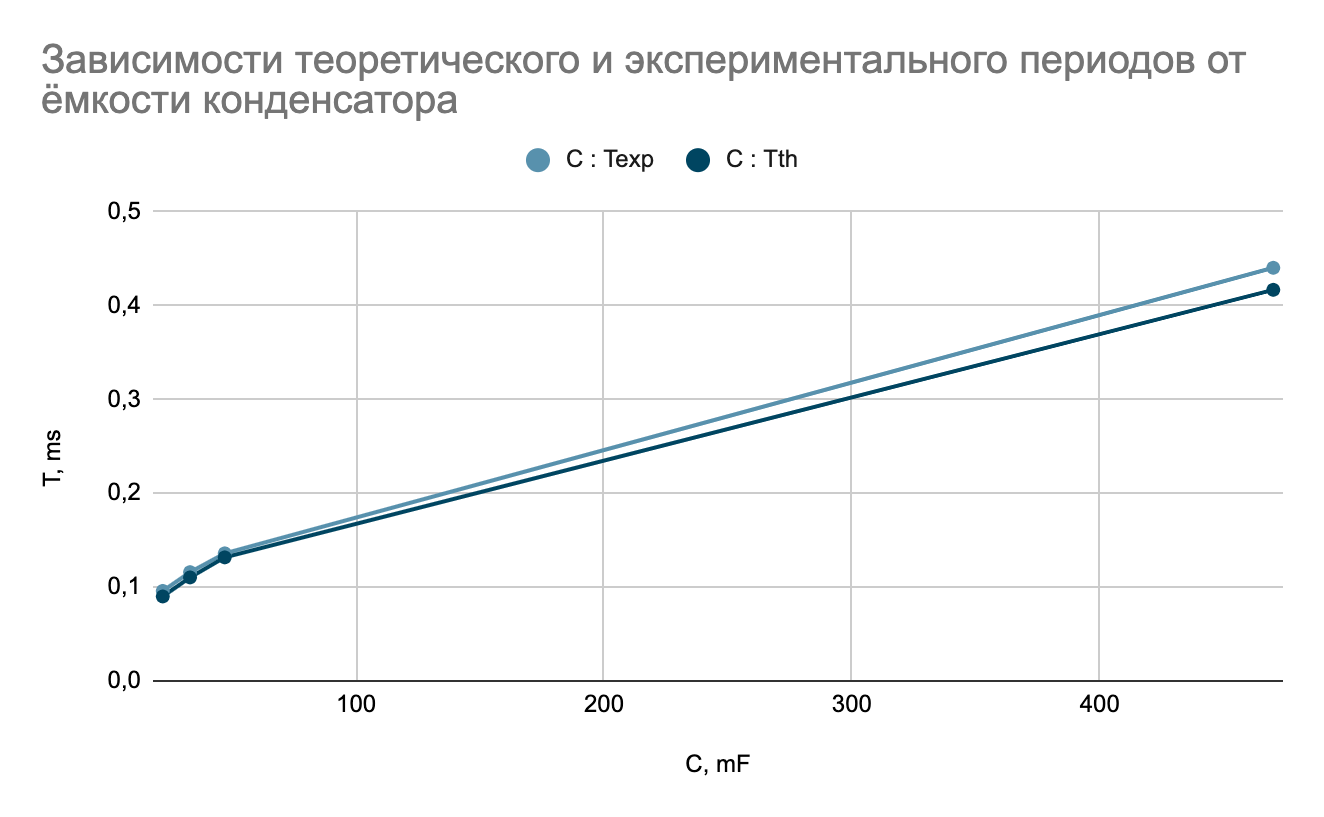 Зависимости теоретического и экспериментального периодов от
ёмкости конденсатора
C : Texp
C : Tth
0,5
0,4
0,3
0,2
0,1
0,0
T, ms
100
200
300
400
C, mF